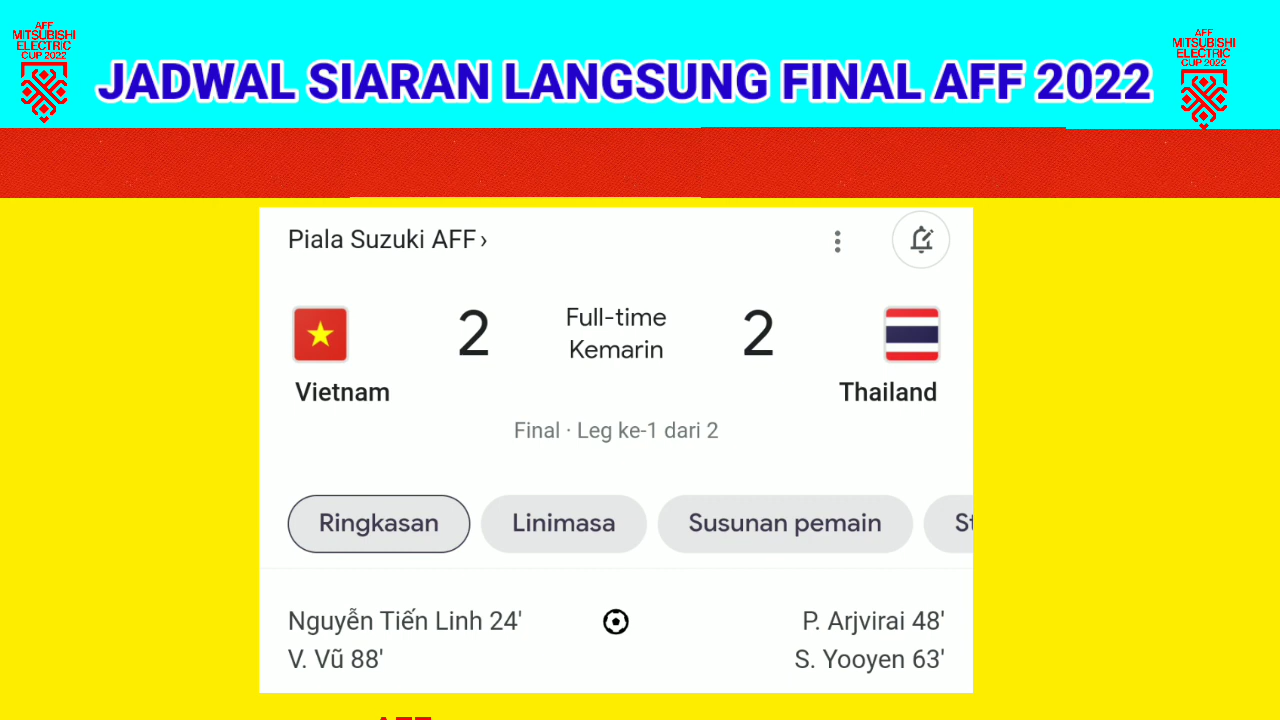 AFF
MITSUBISHI
ELECTRIC
CUP 2022
JADWAL SIARAN LANGSUNG FINAL AFF 2022
AFF
MITSUBISHI
ELECTRIC
CUP 2022
Piala Suzuki AFF ›
2 Full-time 2
Kemarin
Vietnam Thailand
Final · Leg ke-1 dari 2
Ringkasan Linimasa Susunan pemain St
Nguyễn Tiến Linh 24' P. Arjvirai 48'
V. Vũ 88' S. Yooyen 63'
AFF